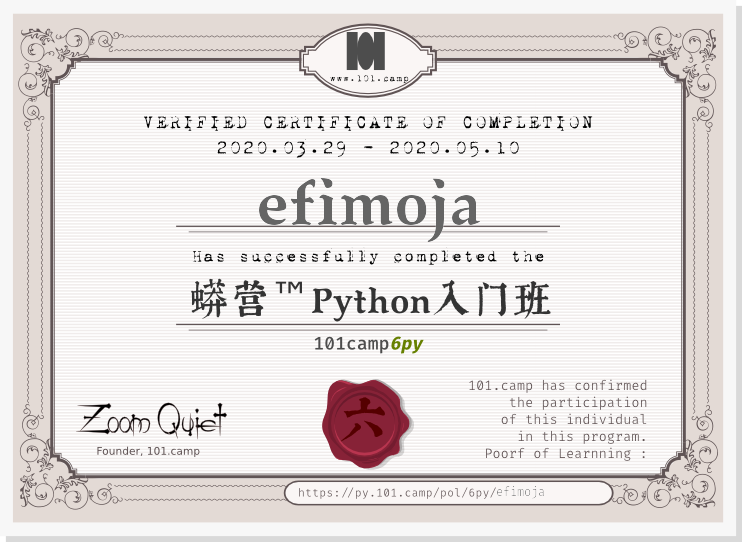 www.101.camp
VERIFIED CERTIFICATE OF COMPLETION
2020.03.29 - 2020.05.10
efimoja
Has successfully completed the
蟒营™Python入门班
101camp6py
六
Zoom Quiet
Founder, 101.camp
101.camp has confirmed
the participation
of this individual
in this program.
Poorf of Learnning :
https://py.101.camp/pol/6py/efimoja